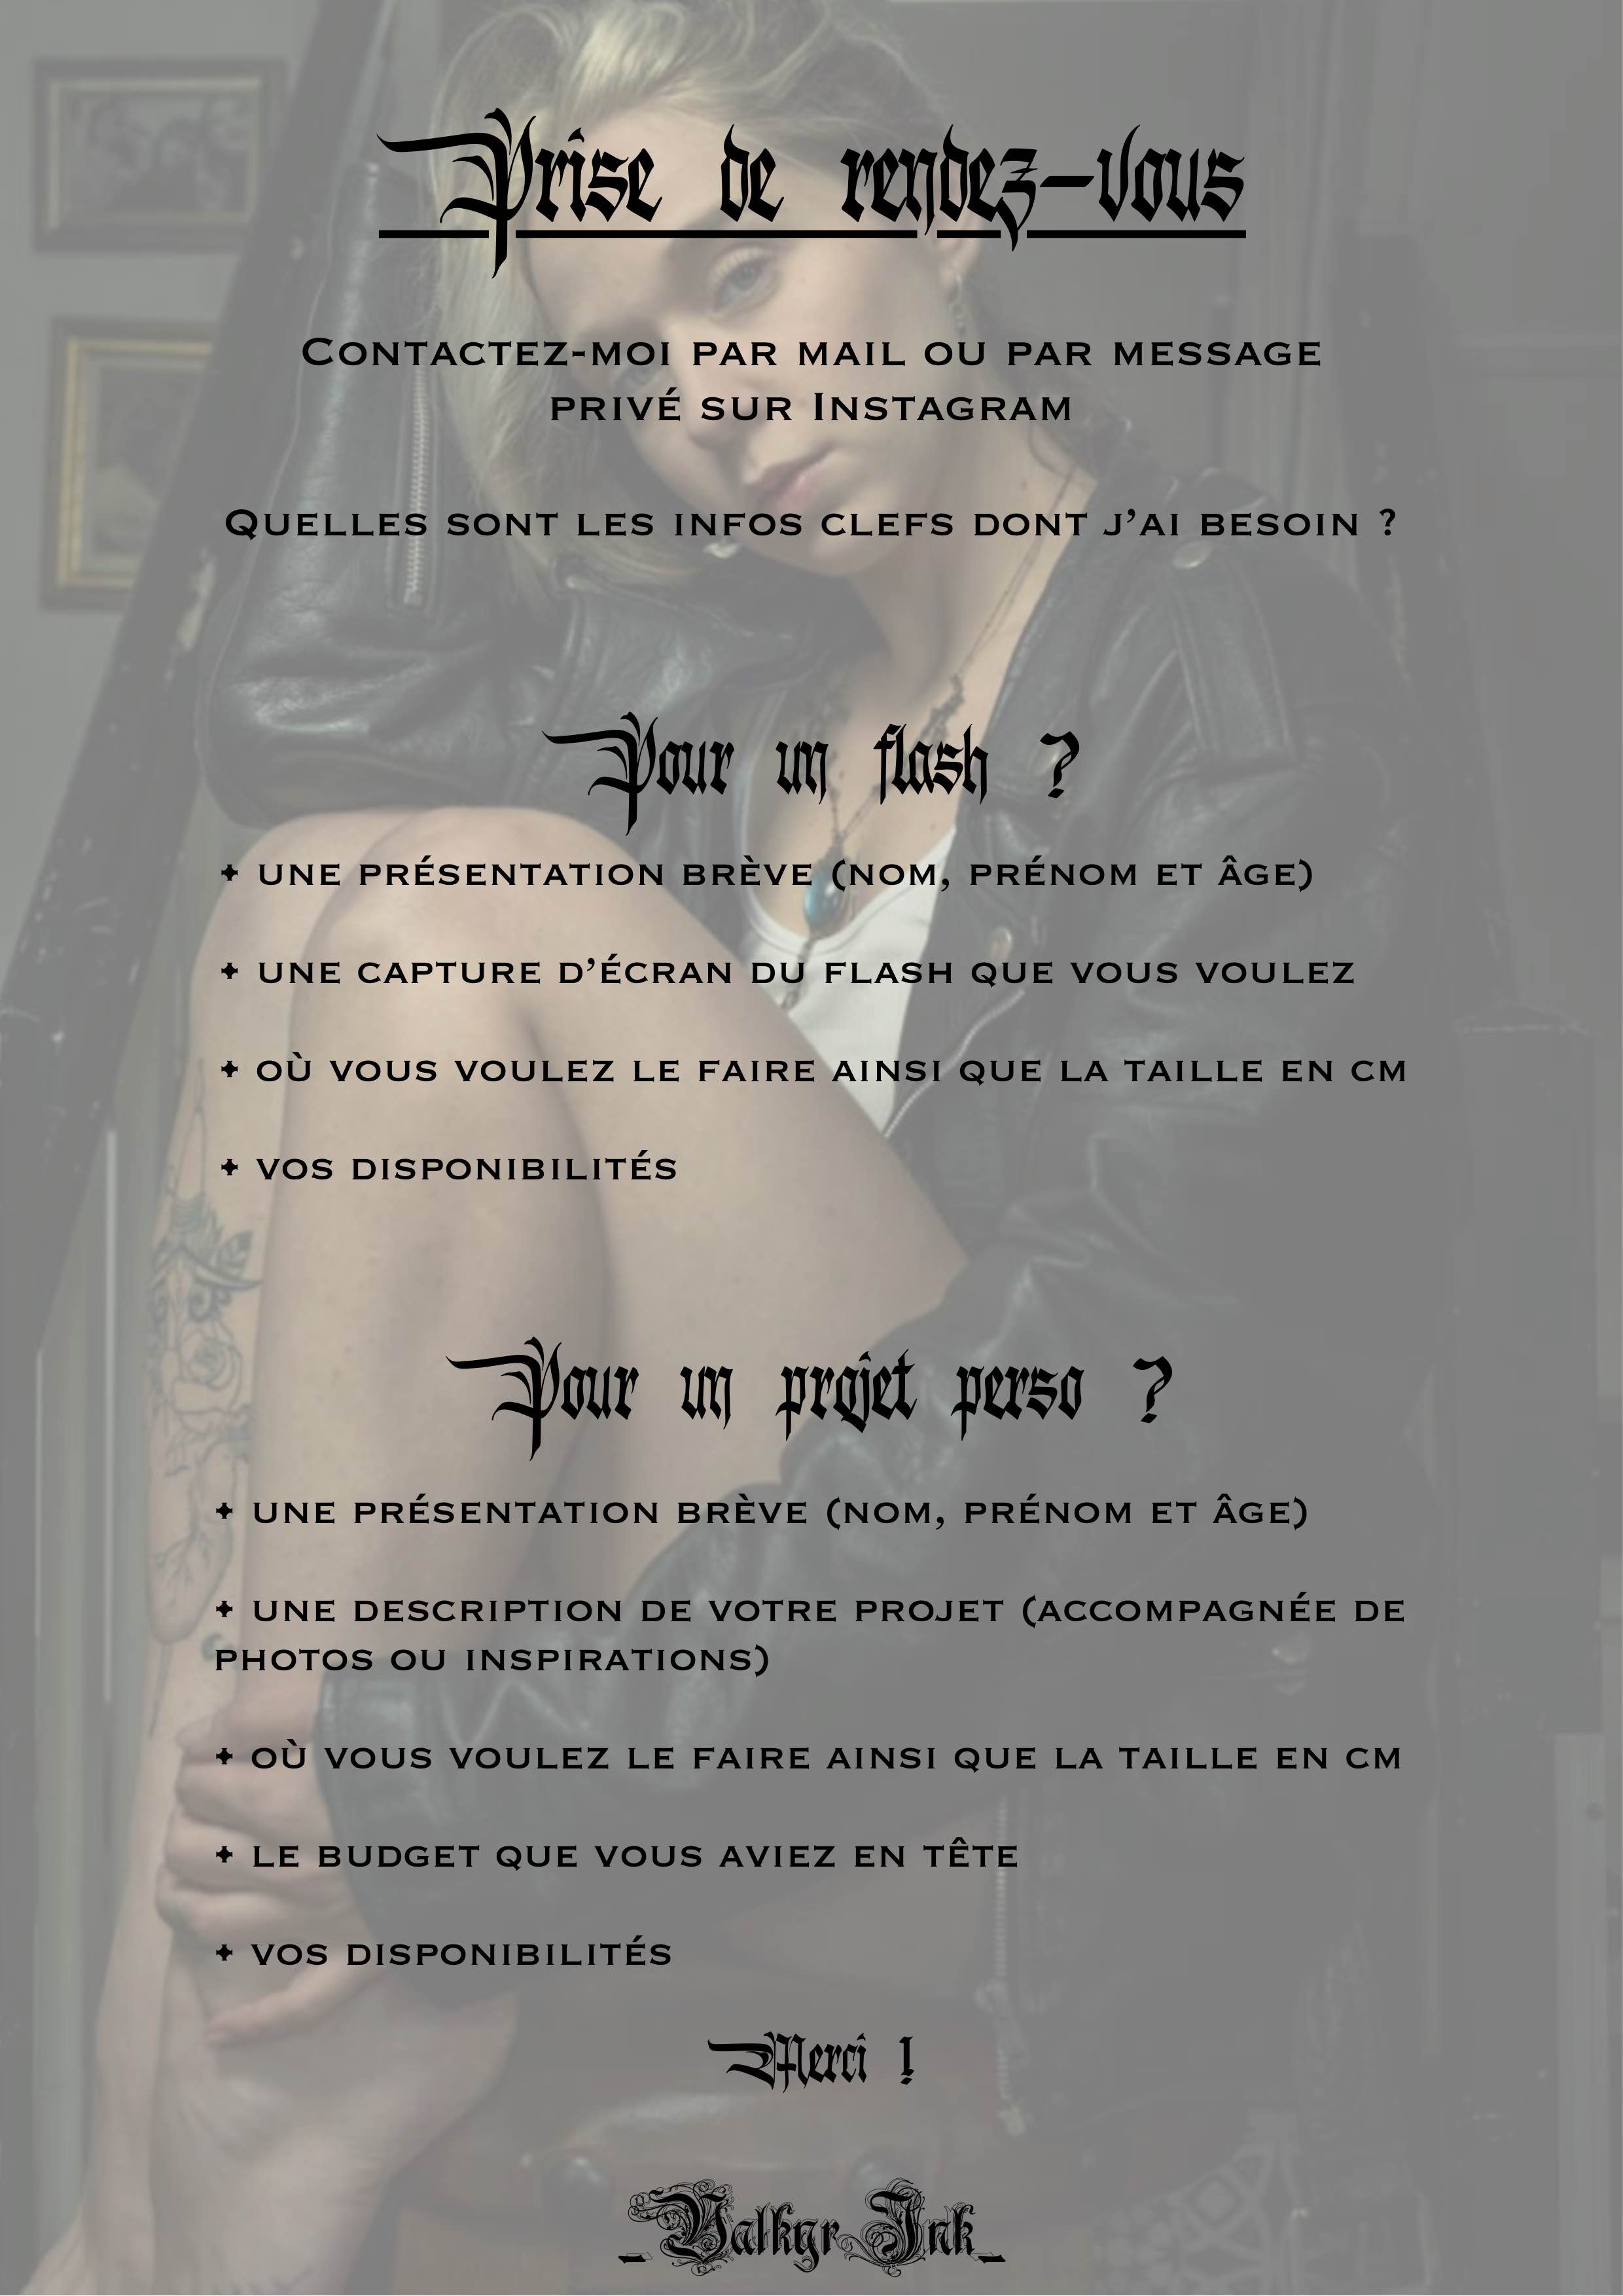 Prise de rendez-vous
Contactez-moi par mail ou par message
privé sur Instagram
Quelles sont les infos clefs dont j’ai besoin ?
Pour un flash ?
✦ une présentation brève (nom, prénom et âge)
✦ une capture d’écran du flash que vous voulez
✦ où vous voulez le faire ainsi que la taille en cm
✦ vos disponibilités
Pour un projet perso ?
✦ une présentation brève (nom, prénom et âge)
✦ une description de votre projet (accompagnée de
photos ou inspirations)
✦ où vous voulez le faire ainsi que la taille en cm
✦ le budget que vous aviez en tête
✦ vos disponibilités
Merci !
_Valkyr Ink_